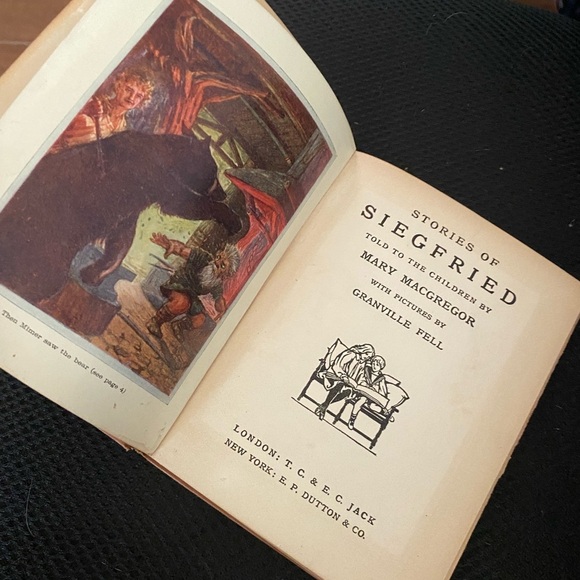 Then Mimer saw the bear (see page 4)
STORIES OF
SIEGFRIED
TOLD TO THE CHILDREN BY
MARY MACGREGOR
WITH PICTURES BY
GRANVILLE FELL
LONDON: T. C. & E. C. JACK
NEW YORK: E. P. DUTTON & CO.